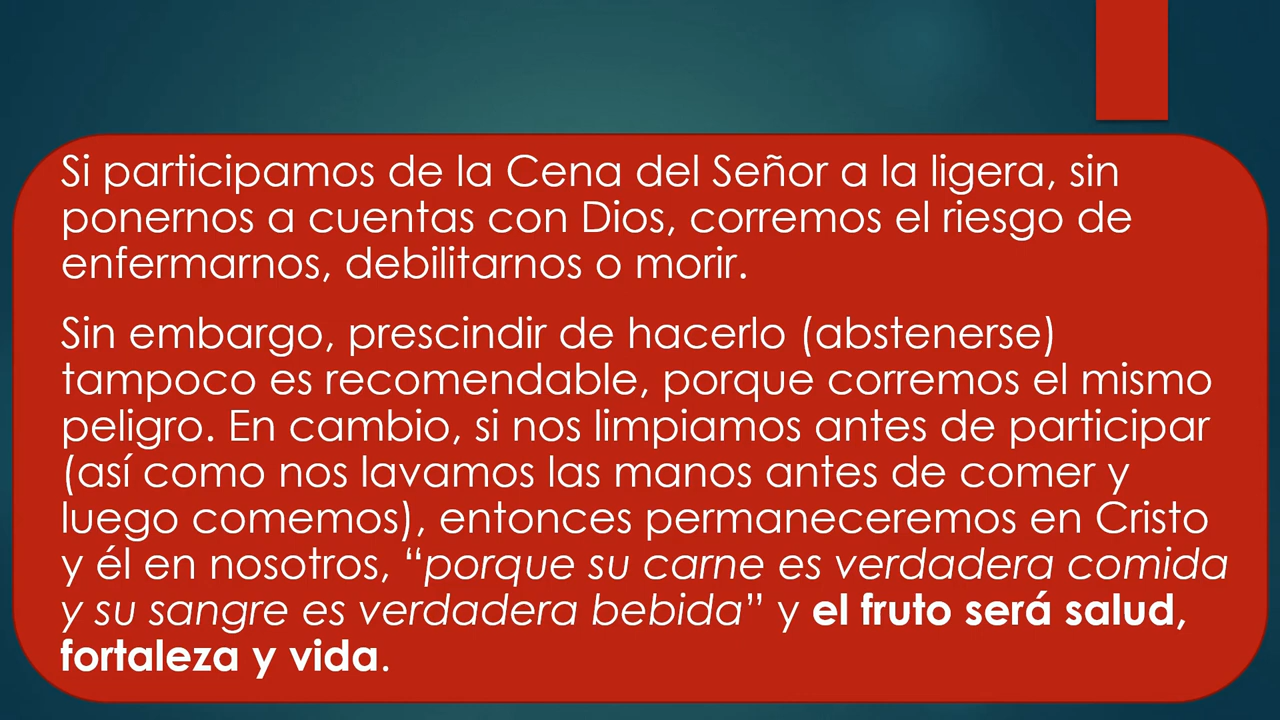 Si participamos de la Cena del Señor a la ligera, sin
ponernos a cuentas con Dios, corremos el riesgo de
enfermarnos, debilitarnos o morir.
Sin embargo, prescindir de hacerlo (abstenerse)
tampoco es recomendable, porque corremos el mismo
peligro. En cambio, si nos limpiamos antes de participar
(así como nos lavamos las manos antes de comer y
luego comemos), entonces permaneceremos en Cristo
y él en nosotros, “porque su carne es verdadera comida
y su sangre es verdadera bebida” y el fruto será salud,
fortaleza y vida.